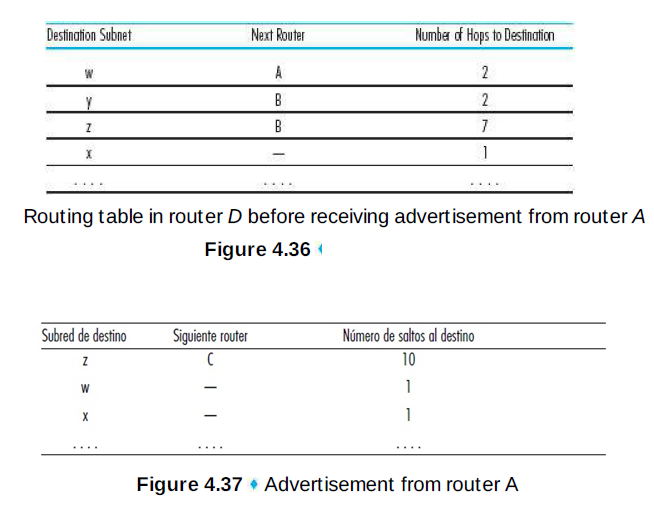 Destination Subnet Next Router Number of Hops to Destination
w A 2
y B 2
z B 7
x — 1
. . . . . . . . . . . .
Routing table in router D before receiving advertisement from router A
Figure 4.36
Subred de destino Siguiente router Número de saltos al destino
z C 10
w — 1
x — 1
. . . . . . . . . . . .
Figure 4.37 ♦ Advertisement from router A